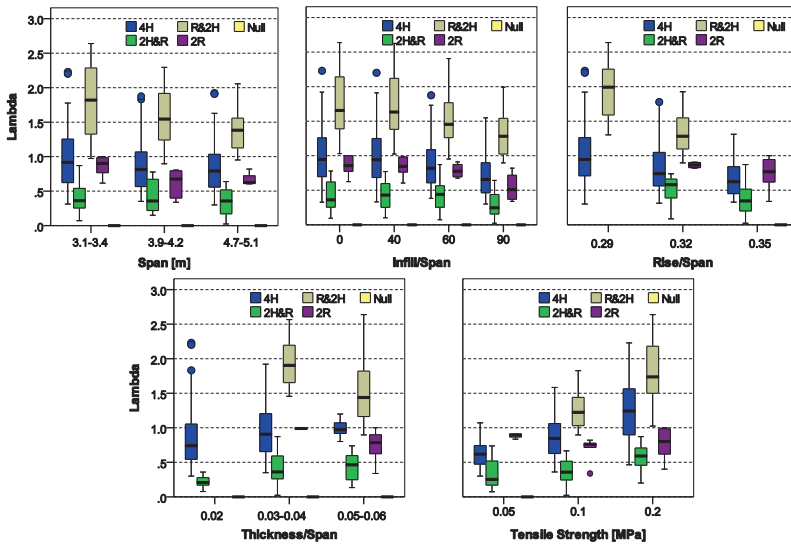 4H R&2H Null
2H&R 2R
4H R&2H Null
2H&R 2R
4H R&2H Null
2H&R 2R
3.0
2.5
2.0
1.5
1.0
.5
.0
Lambda
3.1-3.4 3.9-4.2 4.7-5.1
Span [m]
0 40 60 90
Infill/Span
0.29 0.32 0.35
Rise/Span
4H R&2H Null
2H&R 2R
4H R&2H Null
2H&R 2R
3.0
2.5
2.0
1.5
1.0
.5
.0
Lambda
0.02 0.03-0.04 0.05-0.06
Thickness/Span
0.05 0.1 0.2
Tensile Strength [MPa]